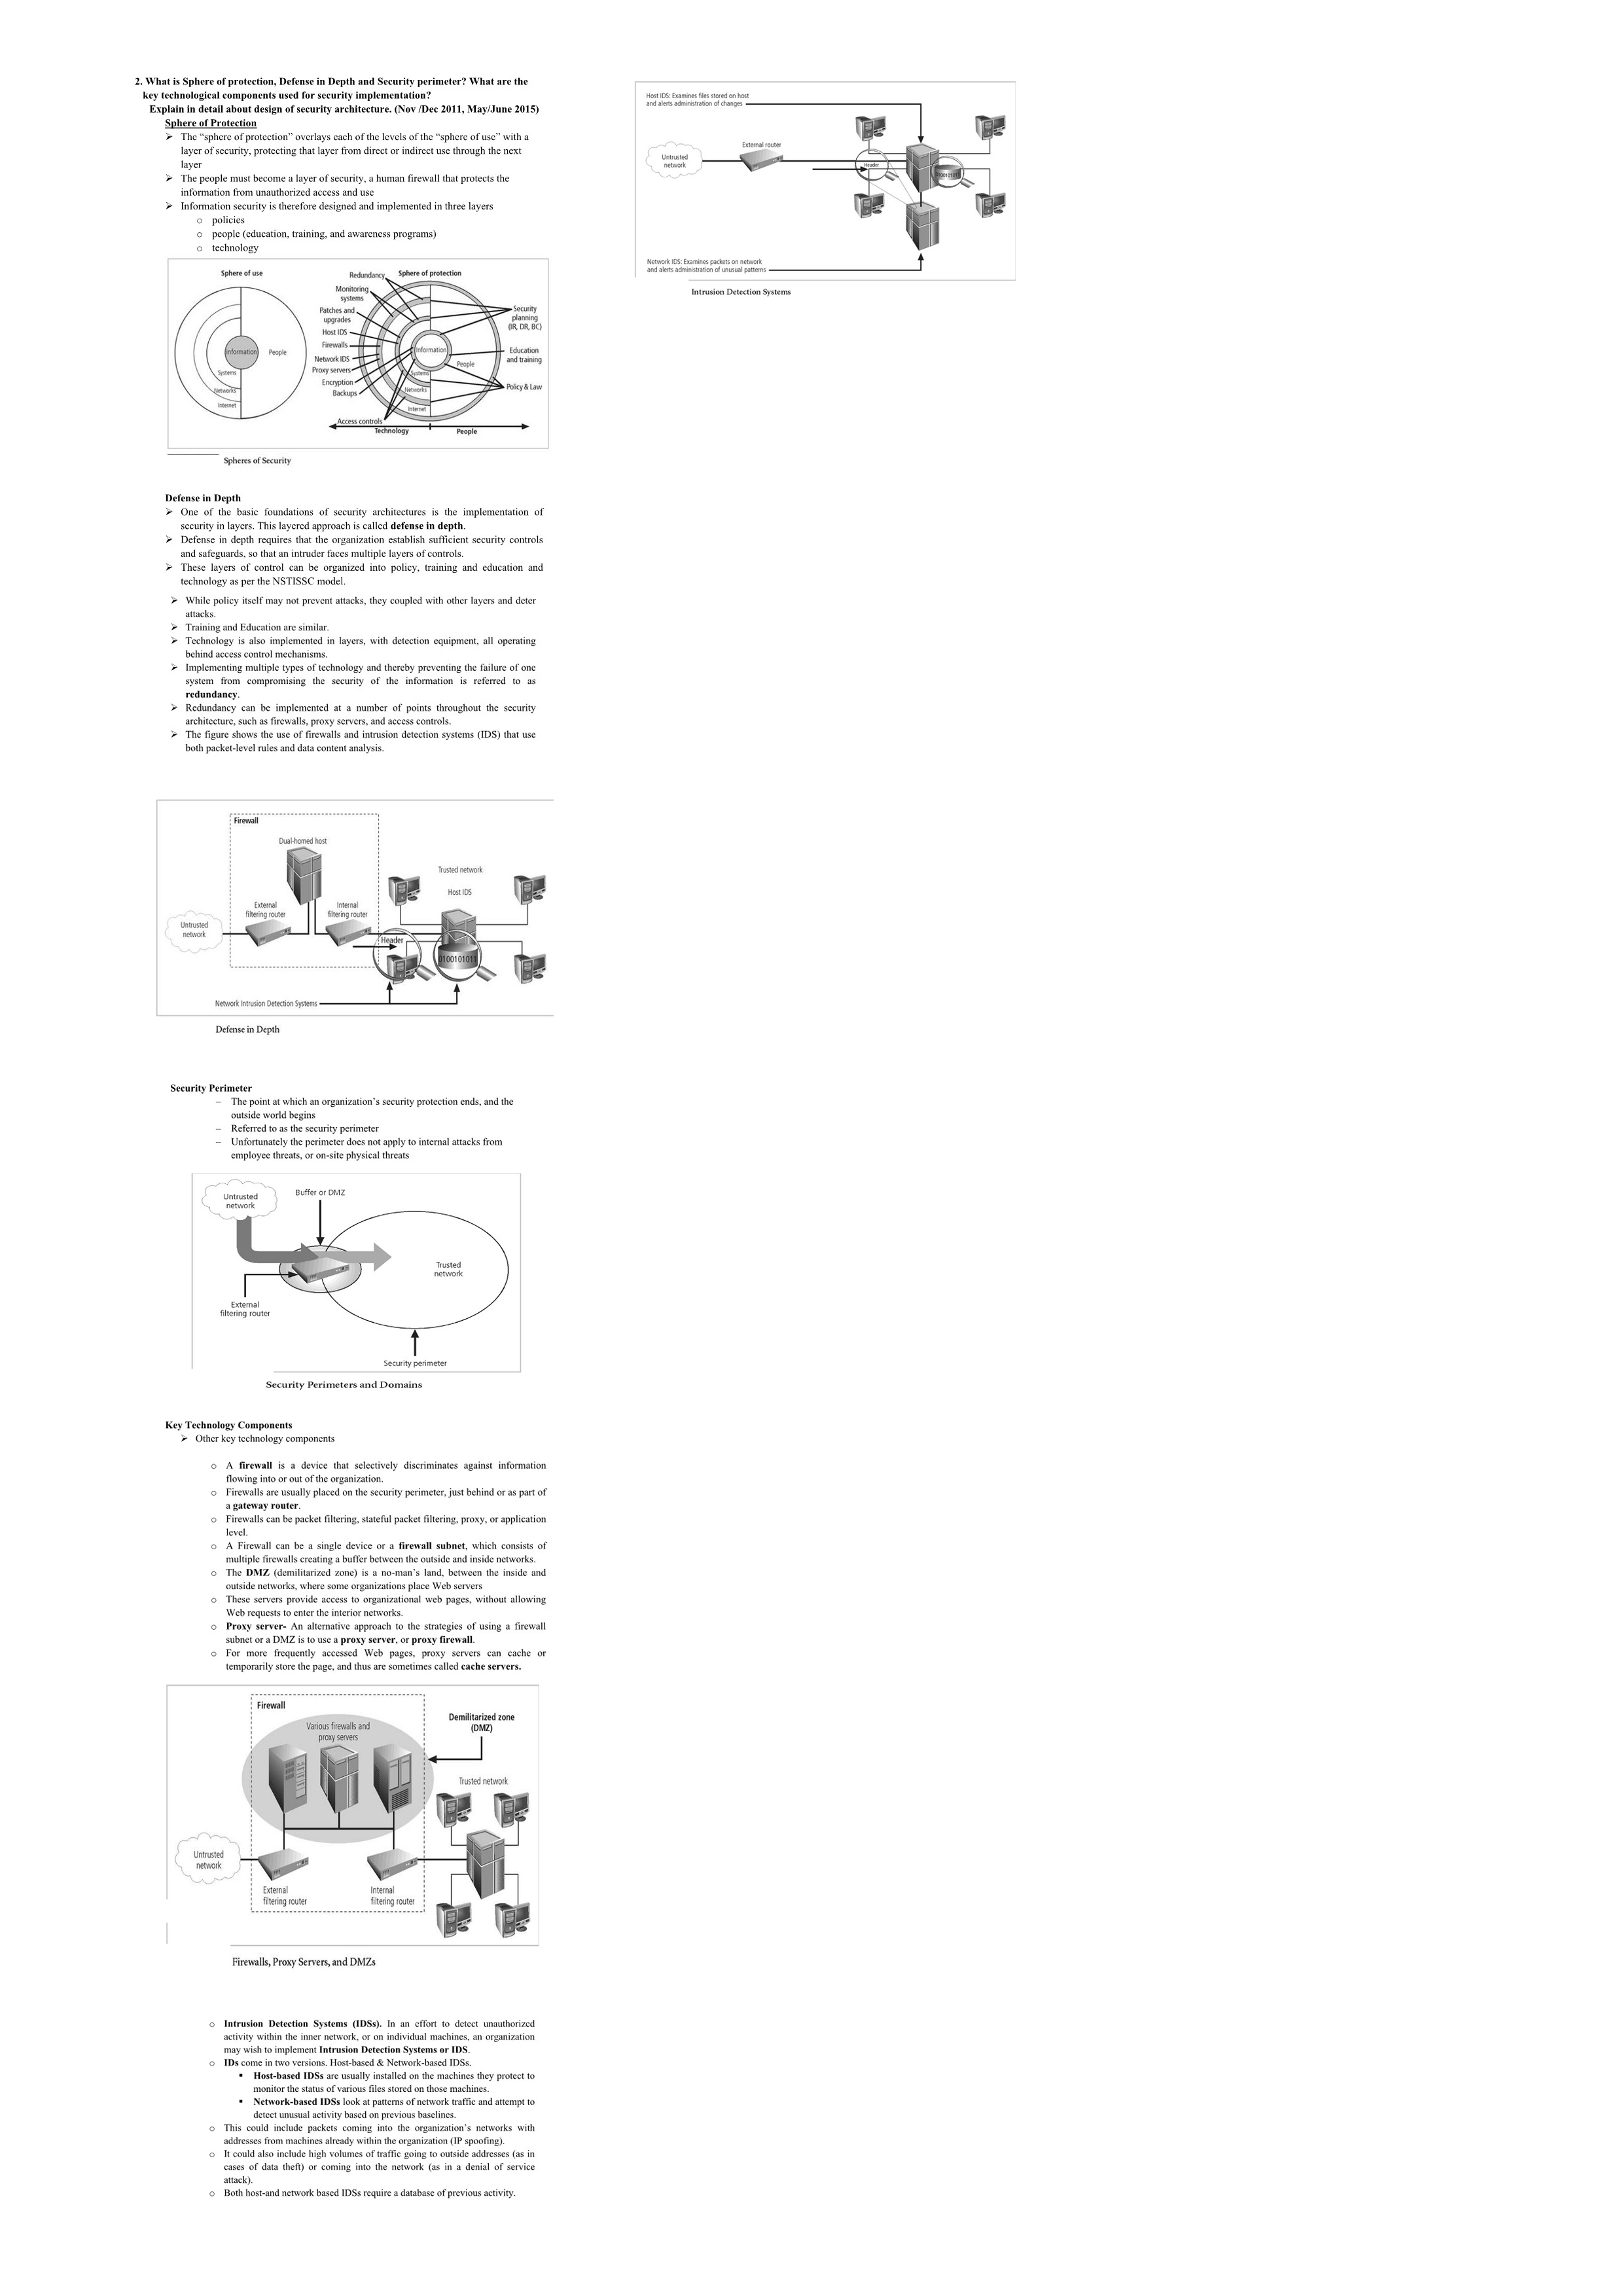 2. What is Sphere of protection, Defense in Depth and Security perimeter? What are the
key technological components used for security implementation?
Explain in detail about design of security architecture. (Nov /Dec 2011, May/June 2015)
Sphere of Protection
➢ The “sphere of protection” overlays each of the levels of the “sphere of use” with a
layer of security, protecting that layer from direct or indirect use through the next
layer
➢ The people must become a layer of security, a human firewall that protects the
information from unauthorized access and use
➢ Information security is therefore designed and implemented in three layers
o policies
o people (education, training, and awareness programs)
o technology
Sphere of use
Information
People
Systems
Networks
Internet
Sphere of protection
Redundancy
Monitoring
systems
Patches and
upgrades
Host IDS
Firewalls
Network IDS
Proxy servers
Encryption
Backups
Access controls
Information
People
Systems
Networks
Internet
Security
planning
(IR, DR, BC)
Education
and training
Policy & Law
Technology
People
Spheres of Security
Defense in Depth
➢ One of the basic foundations of security architectures is the implementation of
security in layers. This layered approach is called defense in depth.
➢ Defense in depth requires that the organization establish sufficient security controls
and safeguards, so that an intruder faces multiple layers of controls.
➢ These layers of control can be organized into policy, training and education and
technology as per the NSTISSC model.
➢ While policy itself may not prevent attacks, they coupled with other layers and deter
attacks.
➢ Training and Education are similar.
➢ Technology is also implemented in layers, with detection equipment, all operating
behind access control mechanisms.
➢ Implementing multiple types of technology and thereby preventing the failure of one
system from compromising the security of the information is referred to as
redundancy.
➢ Redundancy can be implemented at a number of points throughout the security
architecture, such as firewalls, proxy servers, and access controls.
➢ The figure shows the use of firewalls and intrusion detection systems (IDS) that use
both packet-level rules and data content analysis.
Firewall
Dual-homed host
Trusted network
Host IDS
External
filtering router
Internal
filtering router
Untrusted
network
Header
0100101011
Network Intrusion Detection Systems
Defense in Depth
Security Perimeter
– The point at which an organization’s security protection ends, and the
outside world begins
– Referred to as the security perimeter
– Unfortunately the perimeter does not apply to internal attacks from
employee threats, or on-site physical threats
Untrusted
network
Buffer or DMZ
Trusted
network
External
filtering router
Security perimeter
Security Perimeters and Domains
Key Technology Components
➢ Other key technology components
o A firewall is a device that selectively discriminates against information
flowing into or out of the organization.
o Firewalls are usually placed on the security perimeter, just behind or as part of
a gateway router.
o Firewalls can be packet filtering, stateful packet filtering, proxy, or application
level.
o A Firewall can be a single device or a firewall subnet, which consists of
multiple firewalls creating a buffer between the outside and inside networks.
o The DMZ (demilitarized zone) is a no-man’s land, between the inside and
outside networks, where some organizations place Web servers
o These servers provide access to organizational web pages, without allowing
Web requests to enter the interior networks.
o Proxy server- An alternative approach to the strategies of using a firewall
subnet or a DMZ is to use a proxy server, or proxy firewall.
o For more frequently accessed Web pages, proxy servers can cache or
temporarily store the page, and thus are sometimes called cache servers.
Firewall
Various firewalls and
proxy servers
Demilitarized zone
(DMZ)
Trusted network
Untrusted
network
External
filtering router
Internal
filtering router
Firewalls, Proxy Servers, and DMZs
o Intrusion Detection Systems (IDSs). In an effort to detect unauthorized
activity within the inner network, or on individual machines, an organization
may wish to implement Intrusion Detection Systems or IDS.
o IDs come in two versions. Host-based & Network-based IDSs.
▪ Host-based IDSs are usually installed on the machines they protect to
monitor the status of various files stored on those machines.
▪ Network-based IDSs look at patterns of network traffic and attempt to
detect unusual activity based on previous baselines.
o This could include packets coming into the organization’s networks with
addresses from machines already within the organization (IP spoofing).
o It could also include high volumes of traffic going to outside addresses (as in
cases of data theft) or coming into the network (as in a denial of service
attack).
o Both host-and network based IDSs require a database of previous activity.
Host IDS: Examines files stored on host
and alerts administration of changes
External router
Untrusted
network
Header
Network IDS: Examines packets on network
and alerts administration of unusual patterns
Intrusion Detection Systems